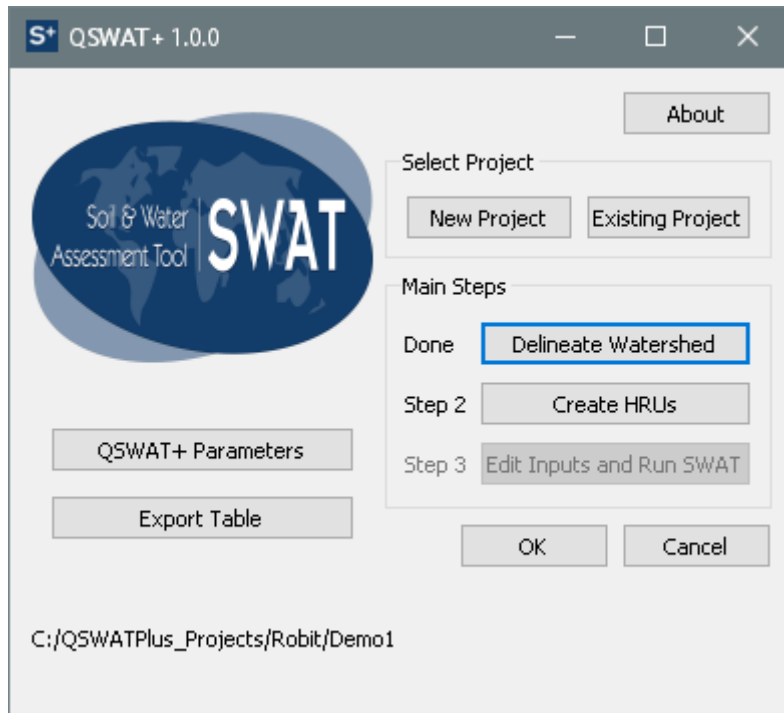 S+ QSWAT+ 1.0.0
About
Soil & Water
Assessment Tool
SWAT
Select Project
New Project Existing Project
Main Steps
Done Delineate Watershed
Step 2 Create HRUs
Step 3 Edit Inputs and Run SWAT
QSWAT+ Parameters
Export Table
OK Cancel
C:/QSWATPlus_Projects/Robit/Demo1